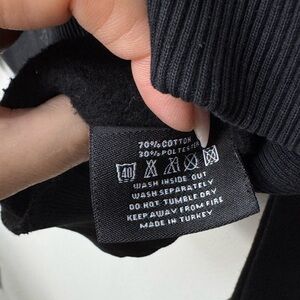 70% COTTON
30% POLYESTER
40
WASH INSIDE OUT
WASH SEPARATELY
DO NOT TUMBLE DRY
KEEP AWAY FROM FIRE
MADE IN TURKEY